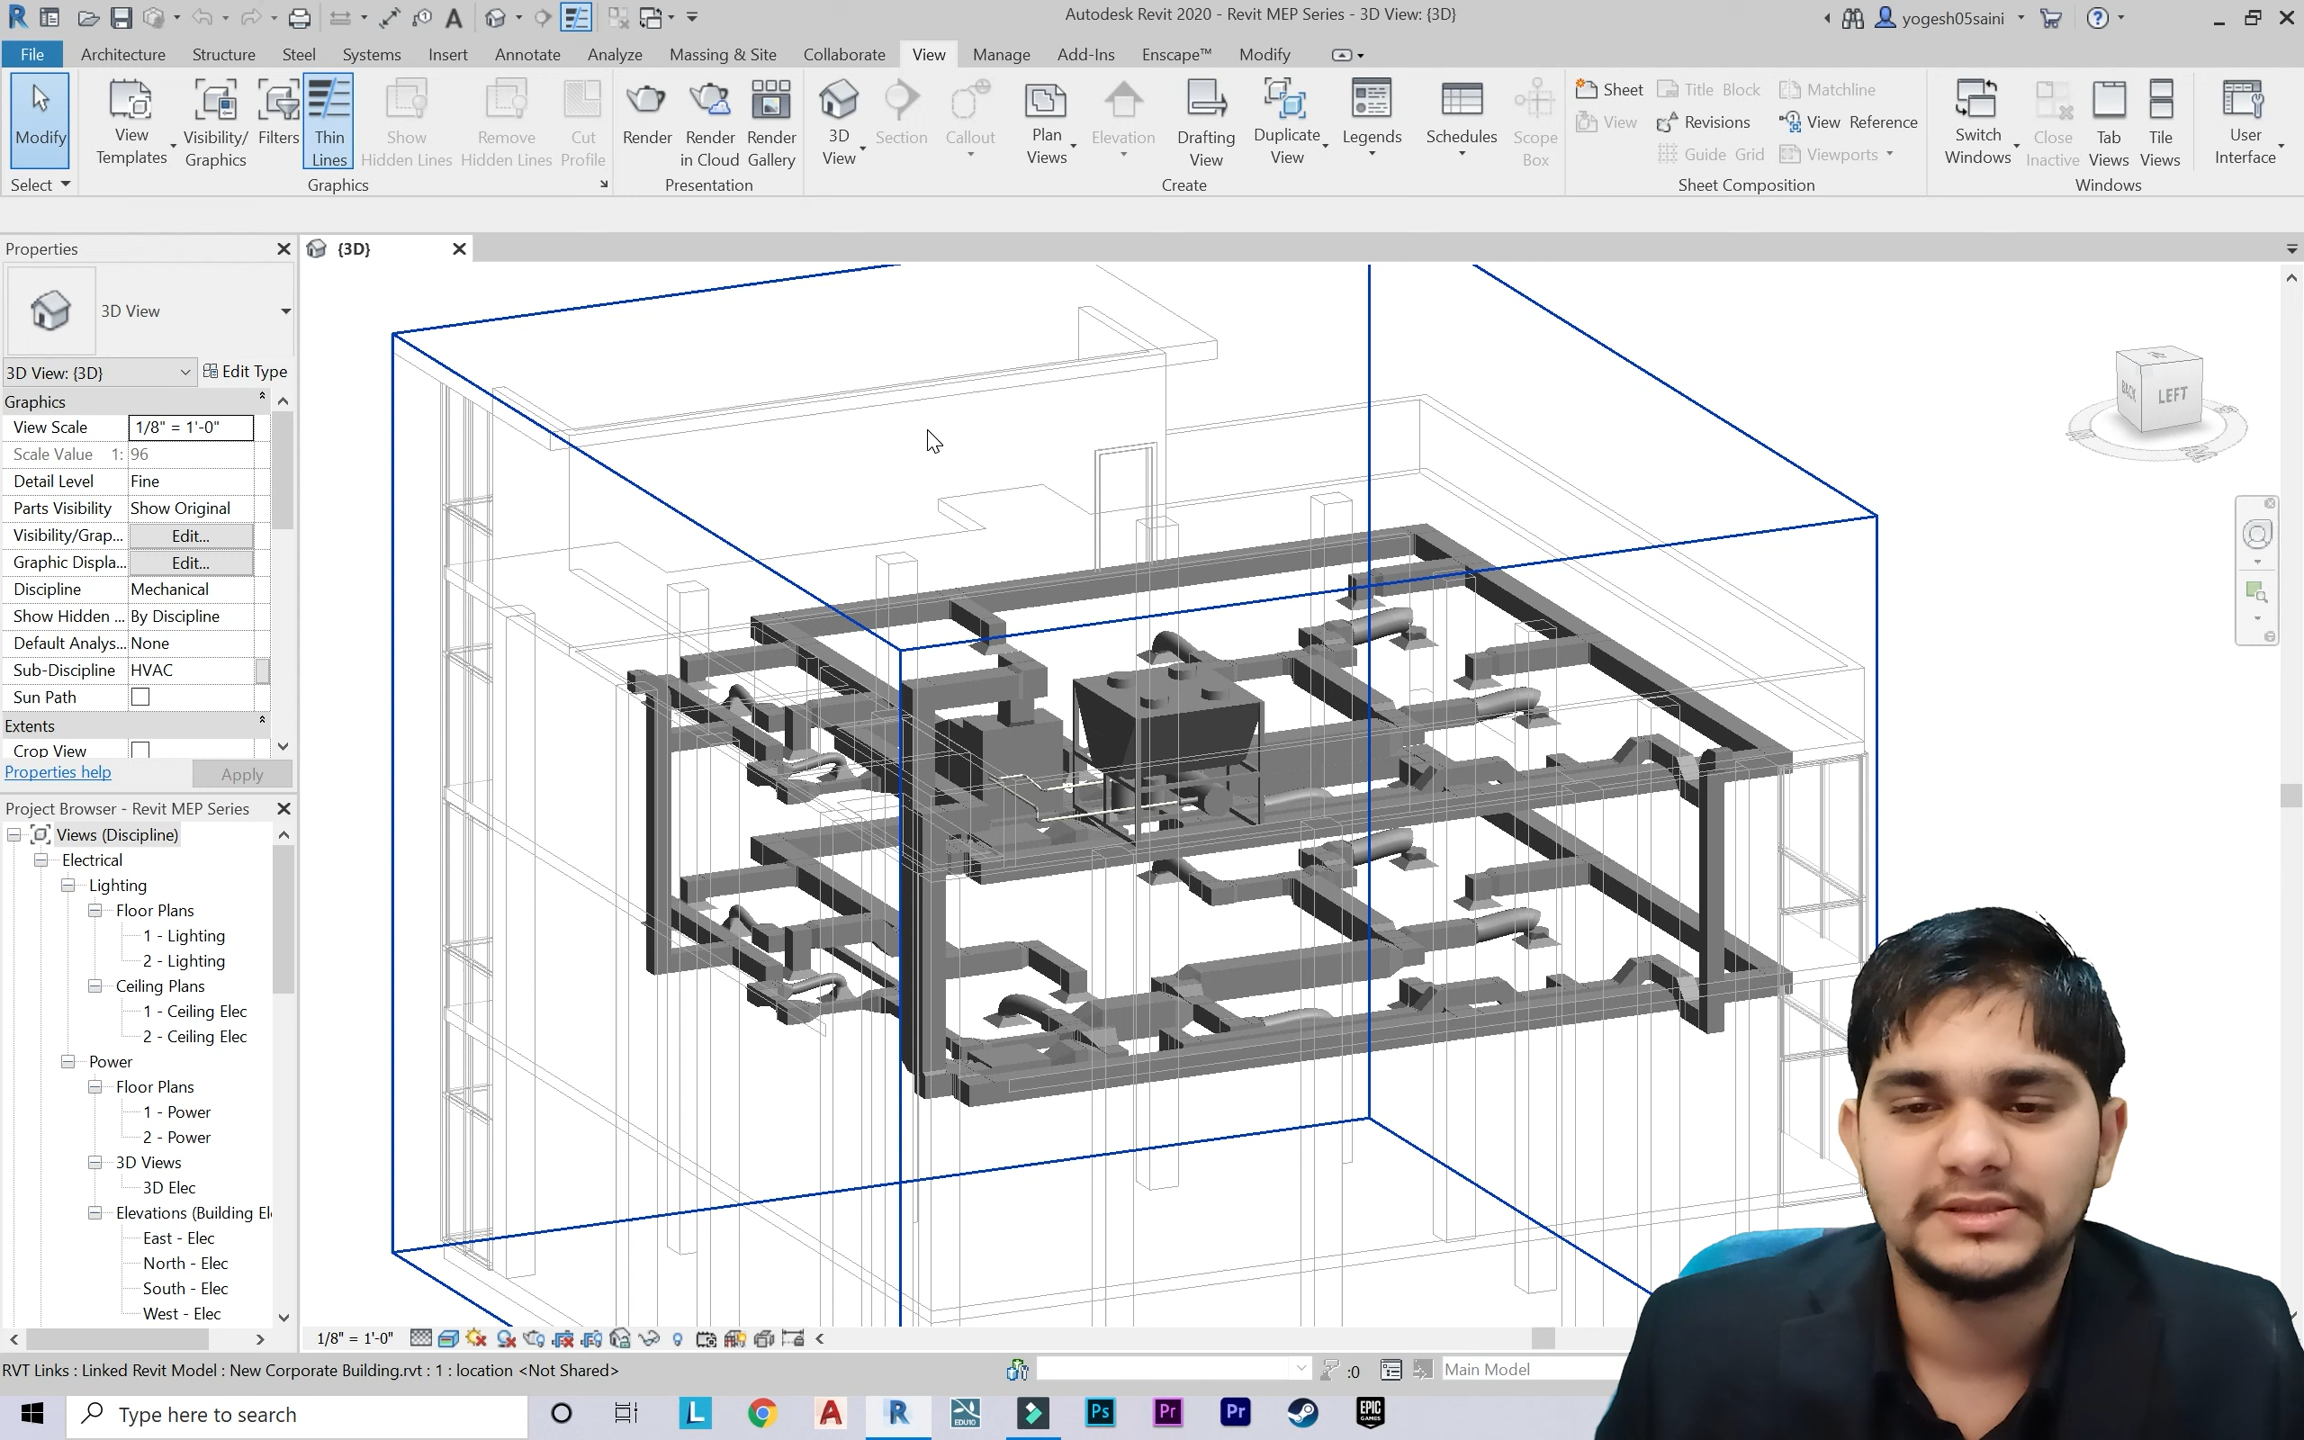 Autodesk Revit 2020 - Revit MEP Series - 3D View: {3D}
yogesh05saini
File Architecture Structure Steel Systems Insert Annotate Analyze Massing & Site Collaborate View Manage Add-Ins Enscape™ Modify
Modify
View Templates
Visibility/ Graphics
Filters
Thin Lines
Show Hidden Lines
Remove Hidden Lines
Cut Profile
Render
Render in Cloud
Render Gallery
3D View
Section
Callout
Plan Views
Elevation
Drafting View
Duplicate View
Legends
Schedules
Scope Box
Sheet
Title Block
Matchline
View
Revisions
View Reference
Guide Grid
Viewports
Switch Windows
Close Inactive
Tab Views
Tile Views
User Interface
Select
Graphics
Presentation
Create
Sheet Composition
Windows
Properties
{3D}
3D View
3D View: {3D}
Edit Type
Graphics
View Scale 1/8" = 1'-0"
Scale Value 1: 96
Detail Level Fine
Parts Visibility Show Original
Visibility/Grap... Edit...
Graphic Displa... Edit...
Discipline Mechanical
Show Hidden ... By Discipline
Default Analys... None
Sub-Discipline HVAC
Sun Path
Extents
Crop View
Properties help
Apply
Project Browser - Revit MEP Series
Views (Discipline)
Electrical
Lighting
Floor Plans
1 - Lighting
2 - Lighting
Ceiling Plans
1 - Ceiling Elec
2 - Ceiling Elec
Power
Floor Plans
1 - Power
2 - Power
3D Views
3D Elec
Elevations (Building El
East - Elec
North - Elec
South - Elec
West - Elec
BACK
LEFT
1/8" = 1'-0"
RVT Links : Linked Revit Model : New Corporate Building.rvt : 1 : location <Not Shared>
:0
Main Model
Type here to search
L
A
R
EDU10
Ps
Pr
Pr
EPIC GAMES